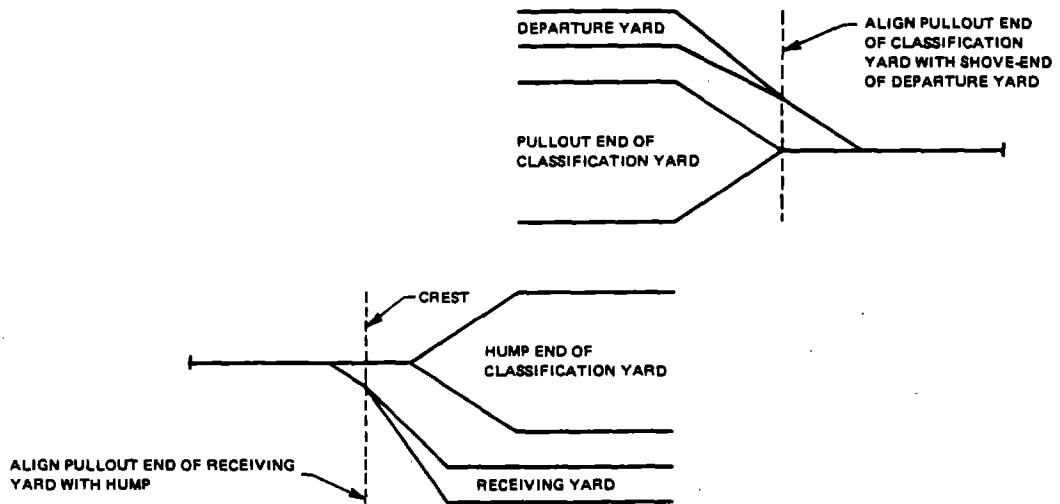 DEPARTURE YARD
ALIGN PULLOUT END
OF CLASSIFICATION
YARD WITH SHOVE-END
OF DEPARTURE YARD
PULLOUT END OF
CLASSIFICATION YARD
CREST
HUMP END OF
CLASSIFICATION YARD
ALIGN PULLOUT END OF RECEIVING
YARD WITH HUMP
RECEIVING YARD